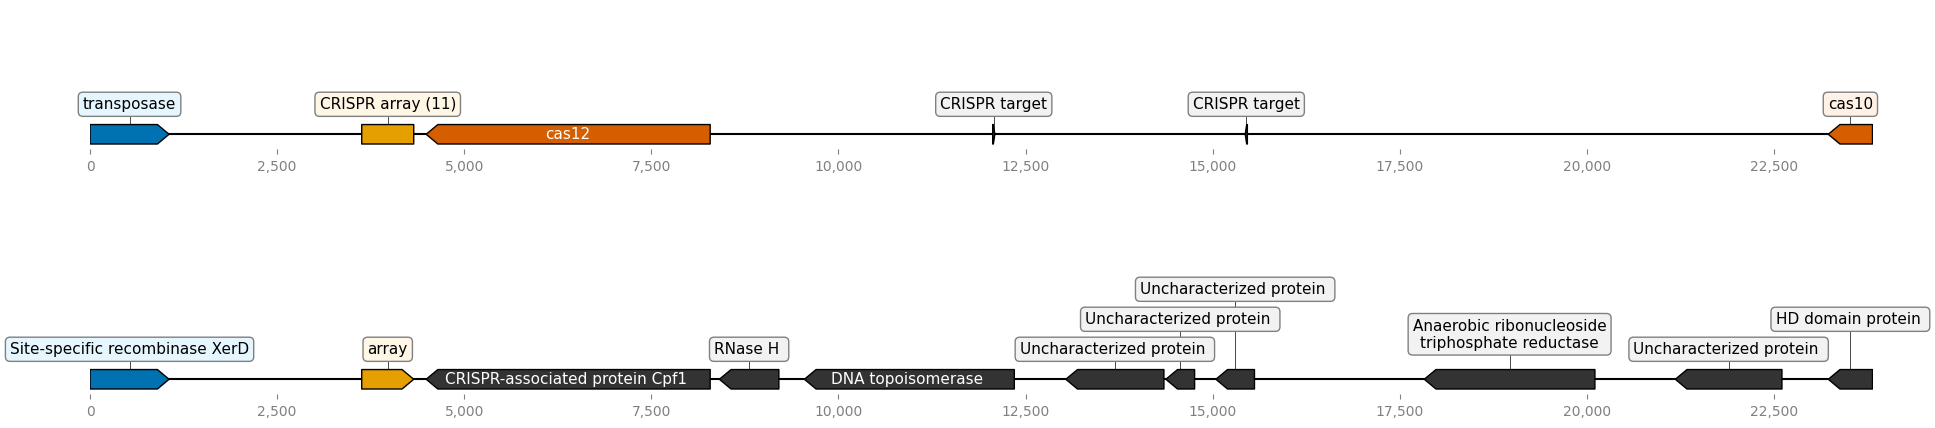 transposase
CRISPR array (11)
CRISPR target
CRISPR target
cas10
cas12
0
2,500
5,000
7,500
10,000
12,500
15,000
17,500
20,000
22,500
Uncharacterized protein
Uncharacterized protein
HD domain protein
Anaerobic ribonucleoside
triphosphate reductase
Site-specific recombinase XerD
array
RNase H
Uncharacterized protein
Uncharacterized protein
CRISPR-associated protein Cpf1
DNA topoisomerase
0
2,500
5,000
7,500
10,000
12,500
15,000
17,500
20,000
22,500